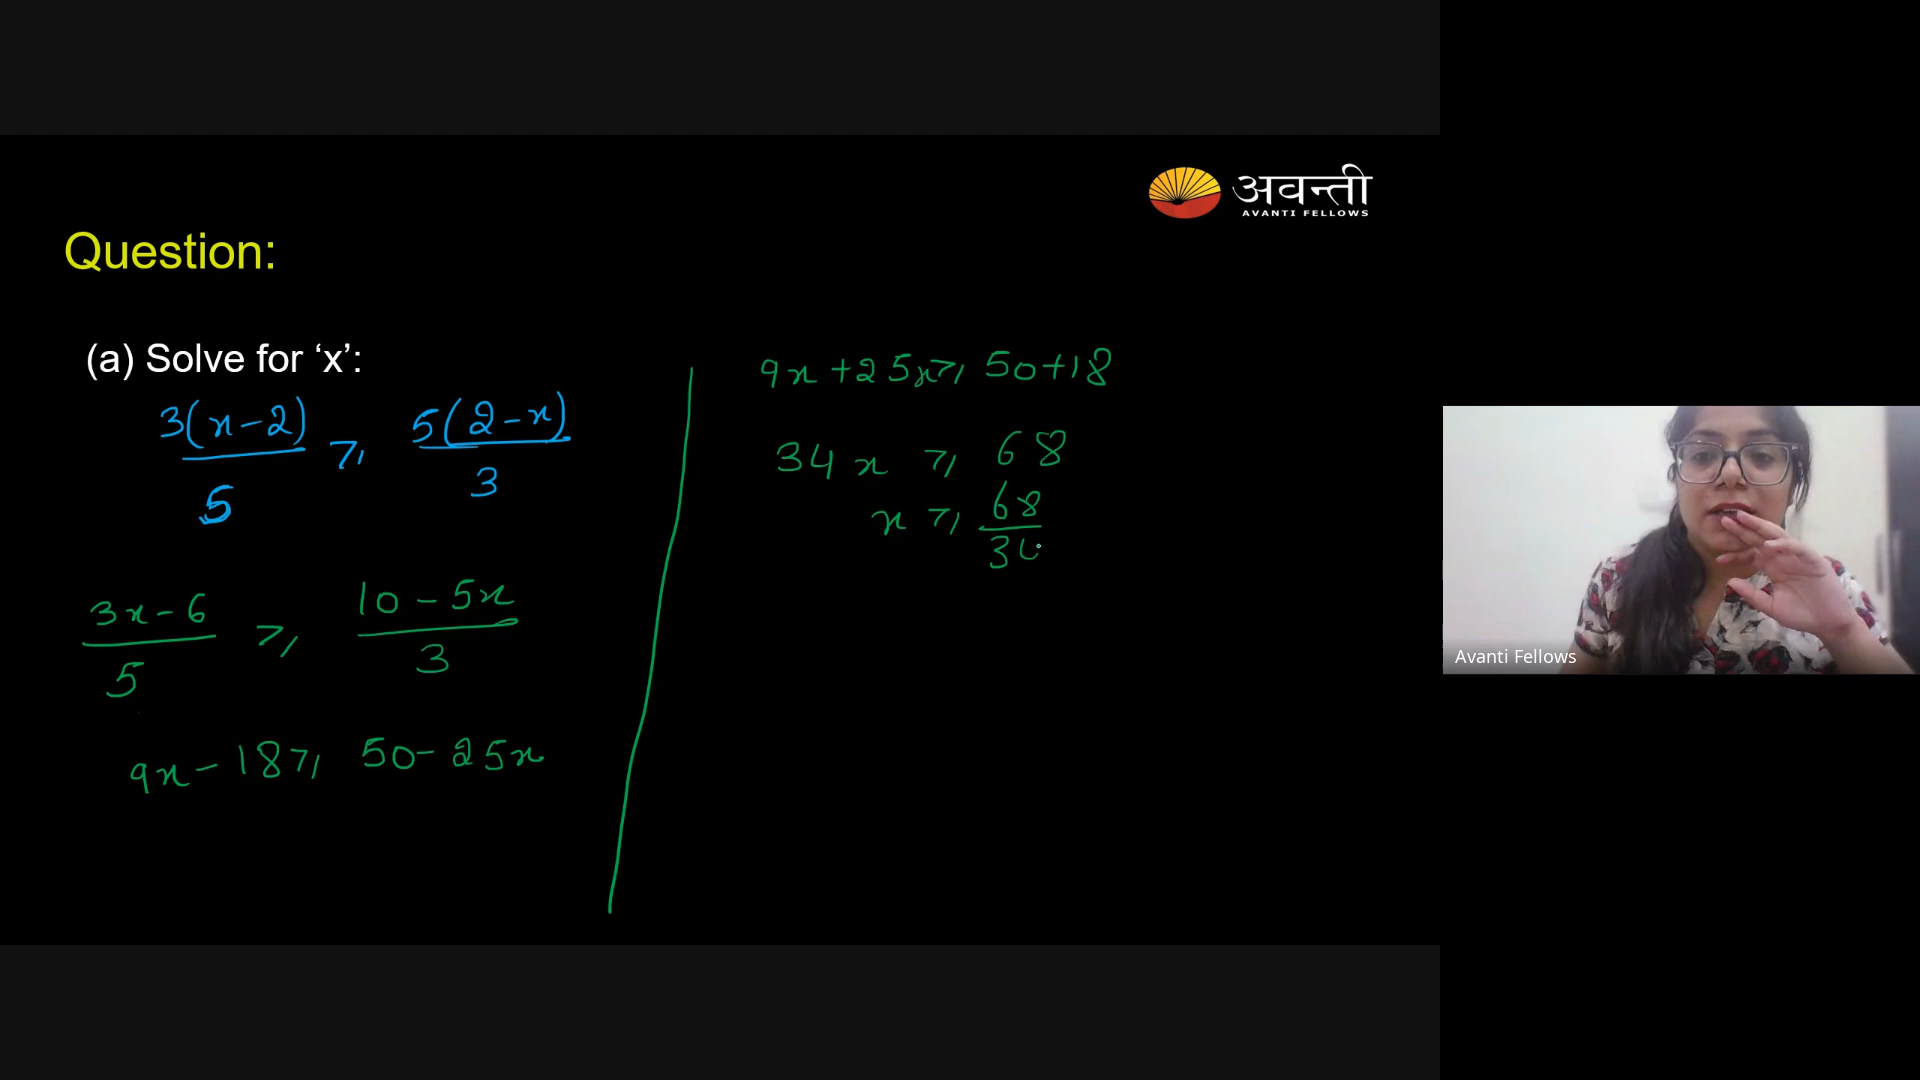 अवन्ती
AVANTI FELLOWS
Question:
(a) Solve for ‘x’:
3(x-2)/5 ≥ 5(2-x)/3
3x-6/5 ≥ 10-5x/3
9x-18 ≥ 50-25x
9x+25x ≥ 50+18
34x ≥ 68
x ≥ 68/34
Avanti Fellows